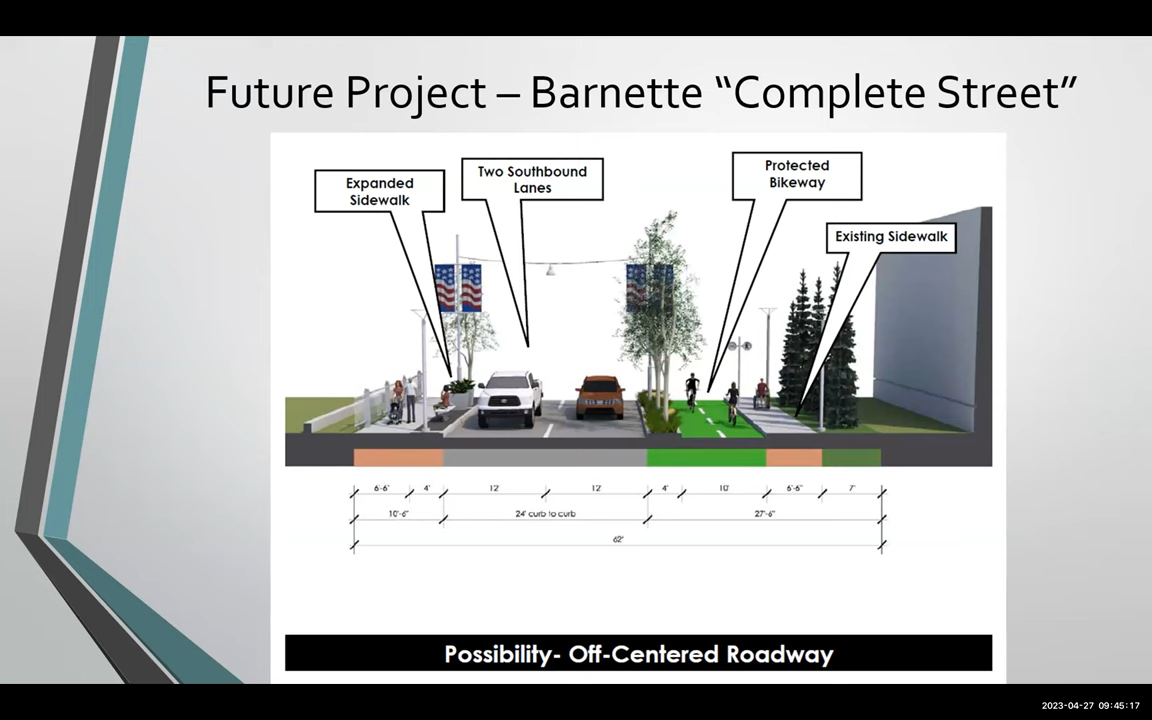 Future Project – Barnette “Complete Street”
Expanded
Sidewalk
Two Southbound
Lanes
Protected
Bikeway
Existing Sidewalk
6'-6" 4' 12' 12' 4' 10' 6'-6" 7'
10'-6" 24' curb to curb 27'-6"
62'
Possibility- Off-Centered Roadway
2023-04-27 09:45:17